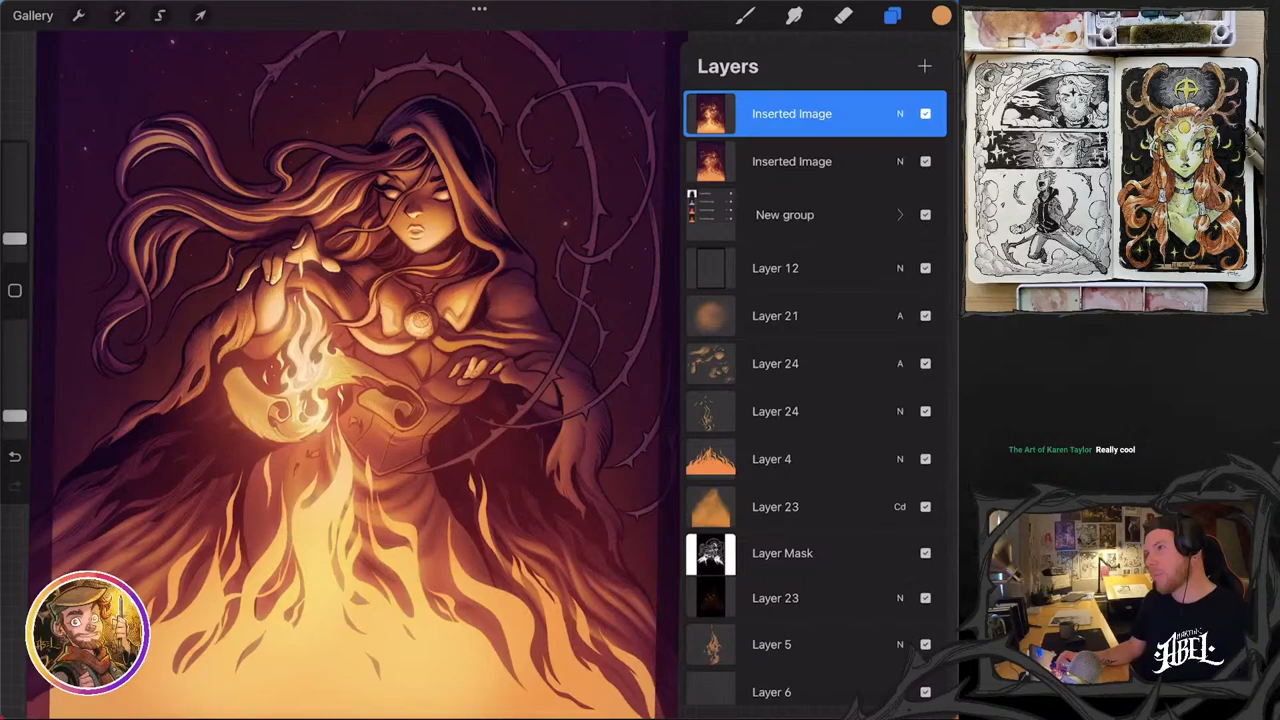 Gallery
Layers
Inserted Image N
Inserted Image N
New group
Layer 12 N
Layer 21 A
Layer 24 A
Layer 24 N
Layer 4 N
Layer 23 Cd
Layer Mask
Layer 23 N
Layer 5 N
Layer 6 N
The Art of Karen Taylor Really cool
MARTIN
ABEL